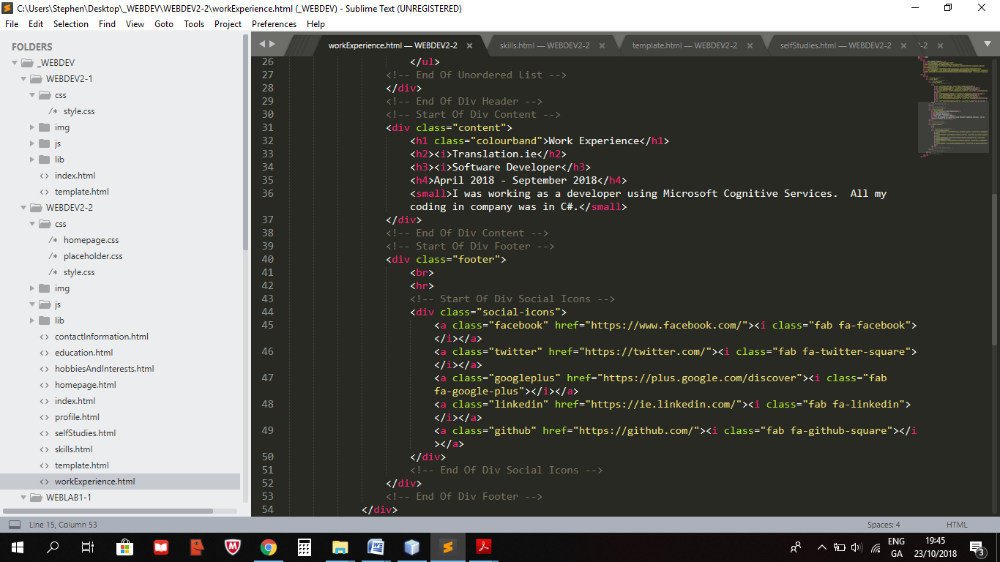 C:\Users\Stephen\Desktop\_WEBDEV\WEBDEV2-2\workExperience.html (_WEBDEV) - Sublime Text (UNREGISTERED)
File Edit Selection Find View Goto Tools Project Preferences Help
FOLDERS
_WEBDEV
WEBDEV2-1
css
/* style.css
img
js
lib
<> index.html
<> template.html
WEBDEV2-2
css
/* homepage.css
/* placeholder.css
/* style.css
img
js
lib
<> contactInformation.html
<> education.html
<> hobbiesAndInterests.html
<> homepage.html
<> index.html
<> profile.html
<> selfStudies.html
<> skills.html
<> template.html
<> workExperience.html
WEBLAB1-1
workExperience.html — WEBDEV2-2 × skills.html — WEBDEV2-2 × template.html — WEBDEV2-2 × selfStudies.html — WEBDEV2-2 × -2 ×
26 </ul>
27 <!-- End Of Unordered List -->
28 </div>
29 <!-- End Of Div Header -->
30 <!-- Start Of Div Content -->
31 <div class="content">
32 <h1 class="colourband">Work Experience</h1>
33 <h2><i>Translation.ie</h2>
34 <h3><i>Software Developer</h3>
35 <h4>April 2018 - September 2018</h4>
36 <small>I was working as a developer using Microsoft Cognitive Services.  All my
coding in company was in C#.</small>
37 </div>
38 <!-- End Of Div Content -->
39 <!-- Start Of Div Footer -->
40 <div class="footer">
41 <br>
42 <hr>
43 <!-- Start Of Div Social Icons -->
44 <div class="social-icons">
45 <a class="facebook" href="https://www.facebook.com/"><i class="fab fa-facebook">
</i></a>
46 <a class="twitter" href="https://twitter.com/"><i class="fab fa-twitter-square">
</i></a>
47 <a class="googleplus" href="https://plus.google.com/discover"><i class="fab
fa-google-plus"></i></a>
48 <a class="linkedin" href="https://ie.linkedin.com/"><i class="fab fa-linkedin">
</i></a>
49 <a class="github" href="https://github.com/"><i class="fab fa-github-square"></i
></a>
50 </div>
51 <!-- End Of Div Social Icons -->
52 </div>
53 <!-- End Of Div Footer -->
54 </div>
Line 15, Column 53 Spaces: 4 HTML
ENG 19:45
GA 23/10/2018 3